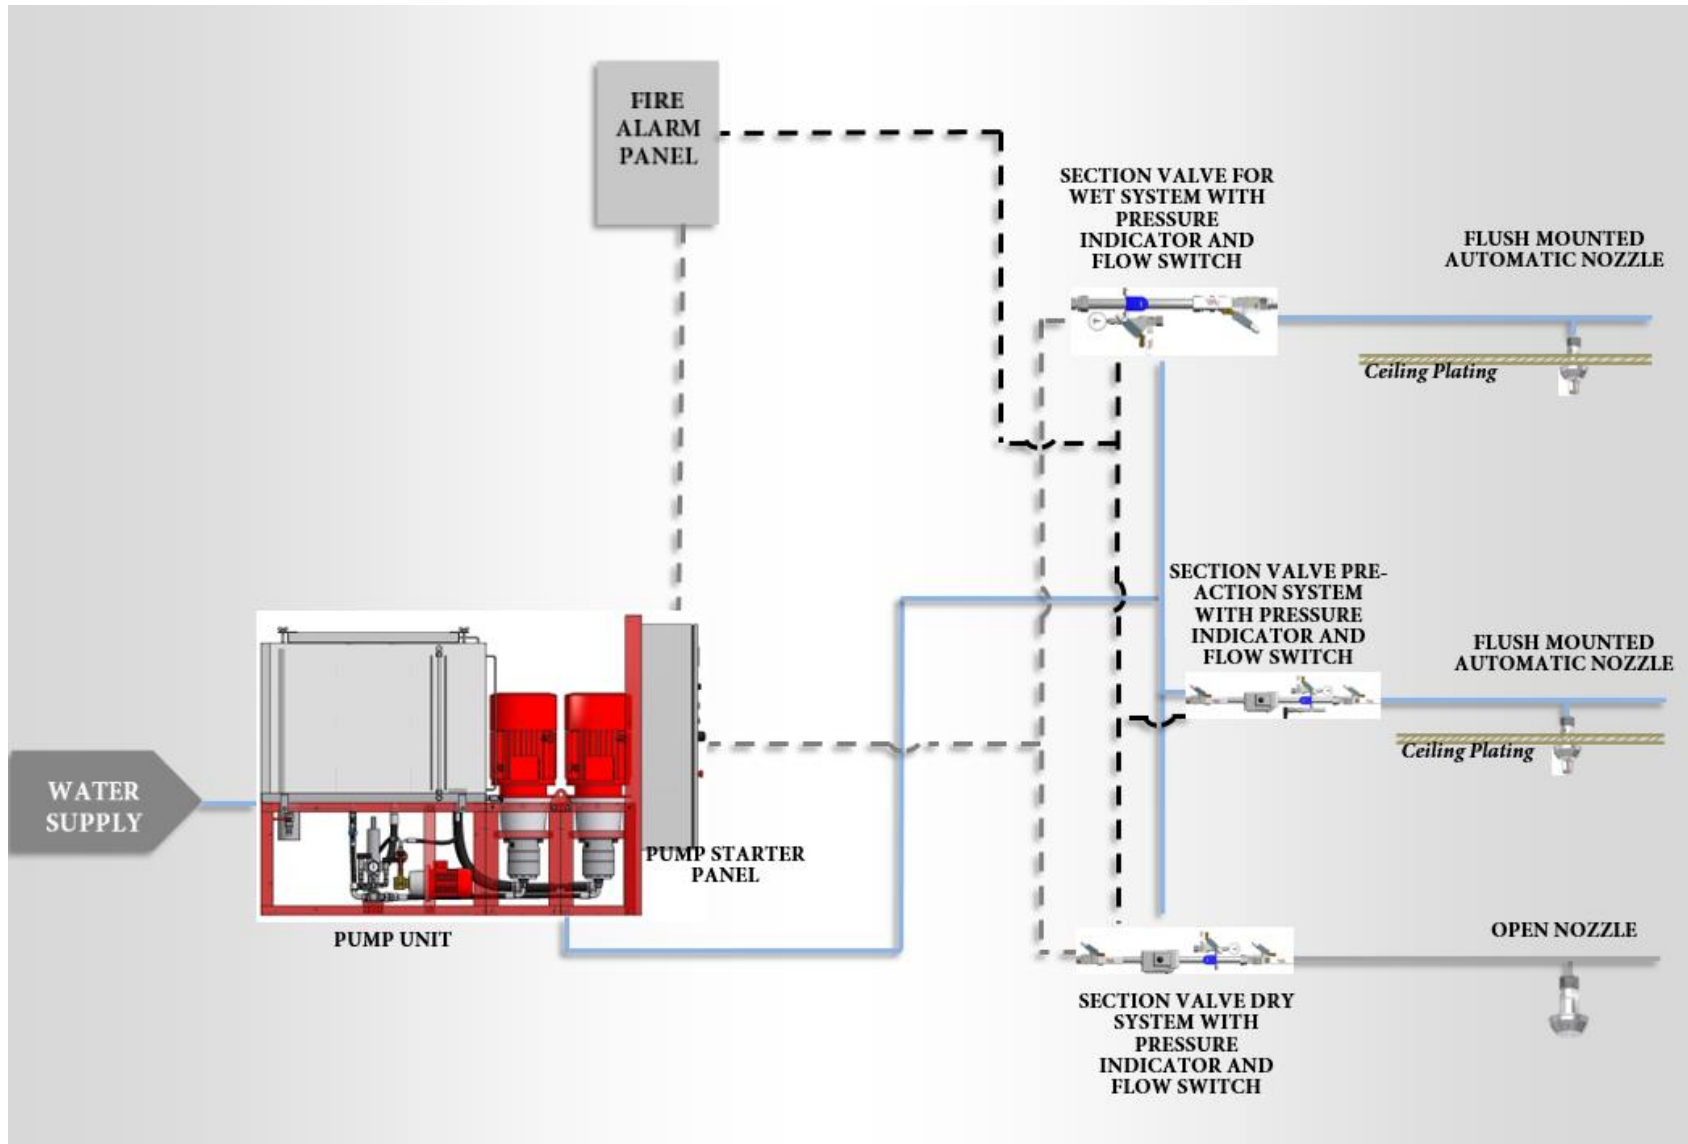 FIRE
ALARM
PANEL
SECTION VALVE FOR
WET SYSTEM WITH
PRESSURE
INDICATOR AND
FLOW SWITCH
FLUSH MOUNTED
AUTOMATIC NOZZLE
Ceiling Plating
SECTION VALVE PRE-
ACTION SYSTEM
WITH PRESSURE
INDICATOR AND
FLOW SWITCH
FLUSH MOUNTED
AUTOMATIC NOZZLE
Ceiling Plating
WATER
SUPPLY
PUMP STARTER
PANEL
PUMP UNIT
OPEN NOZZLE
SECTION VALVE DRY
SYSTEM WITH
PRESSURE
INDICATOR AND
FLOW SWITCH